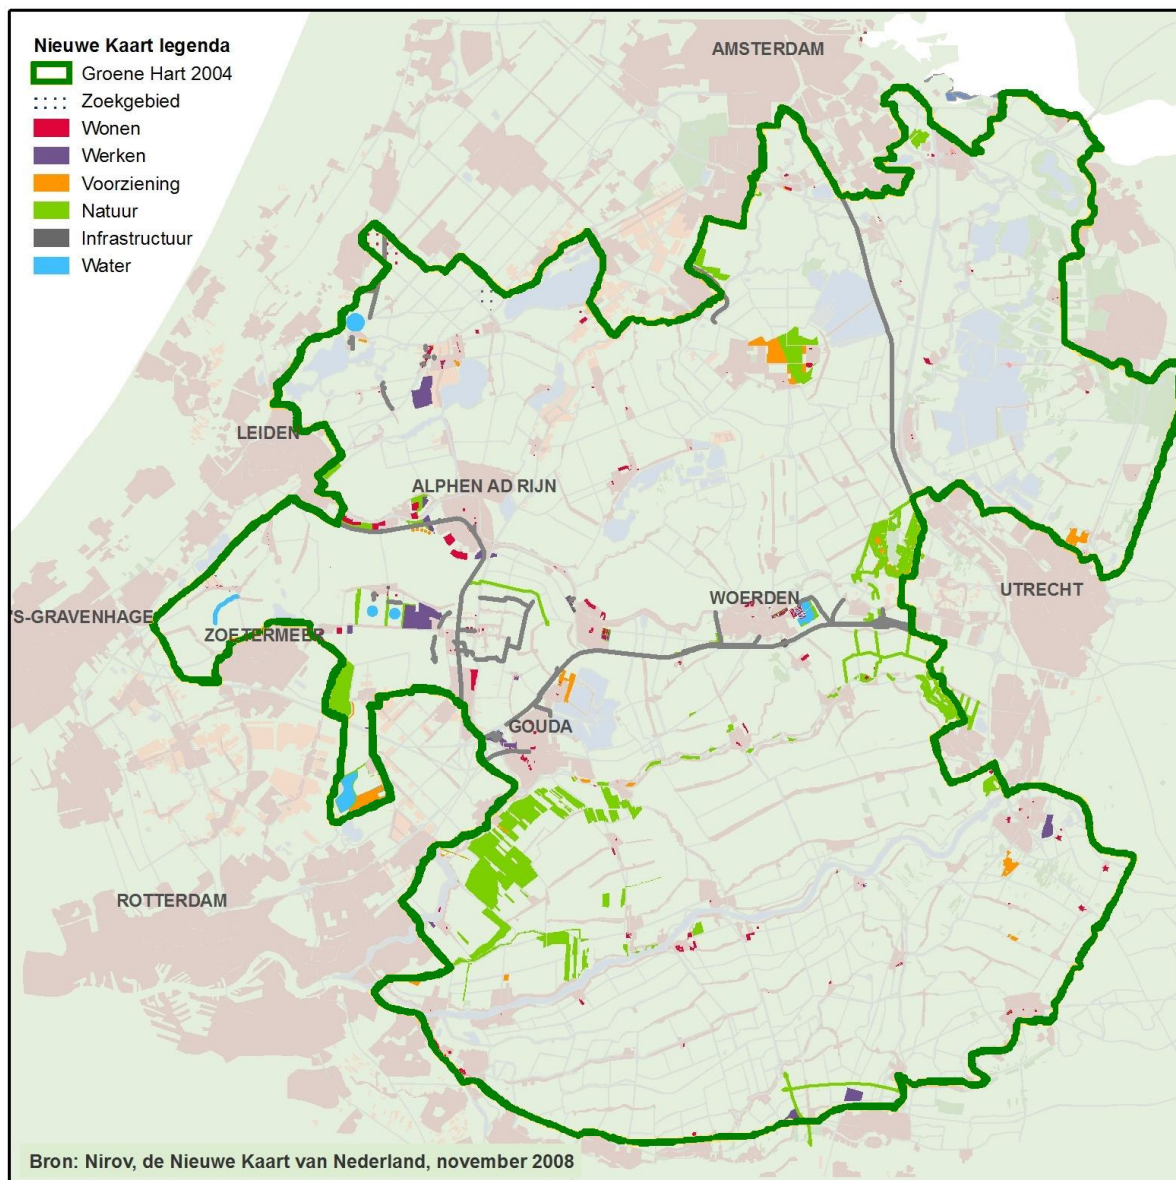 Nieuwe Kaart legenda
Groene Hart 2004
Zoekgebied
Wonen
Werken
Voorziening
Natuur
Infrastructuur
Water
AMSTERDAM
LEIDEN
ALPHEN AD RIJN
'S-GRAVENHAGE
ZOETERMEER
WOERDEN
UTRECHT
GOUDA
ROTTERDAM
Bron: Nirov, de Nieuwe Kaart van Nederland, november 2008